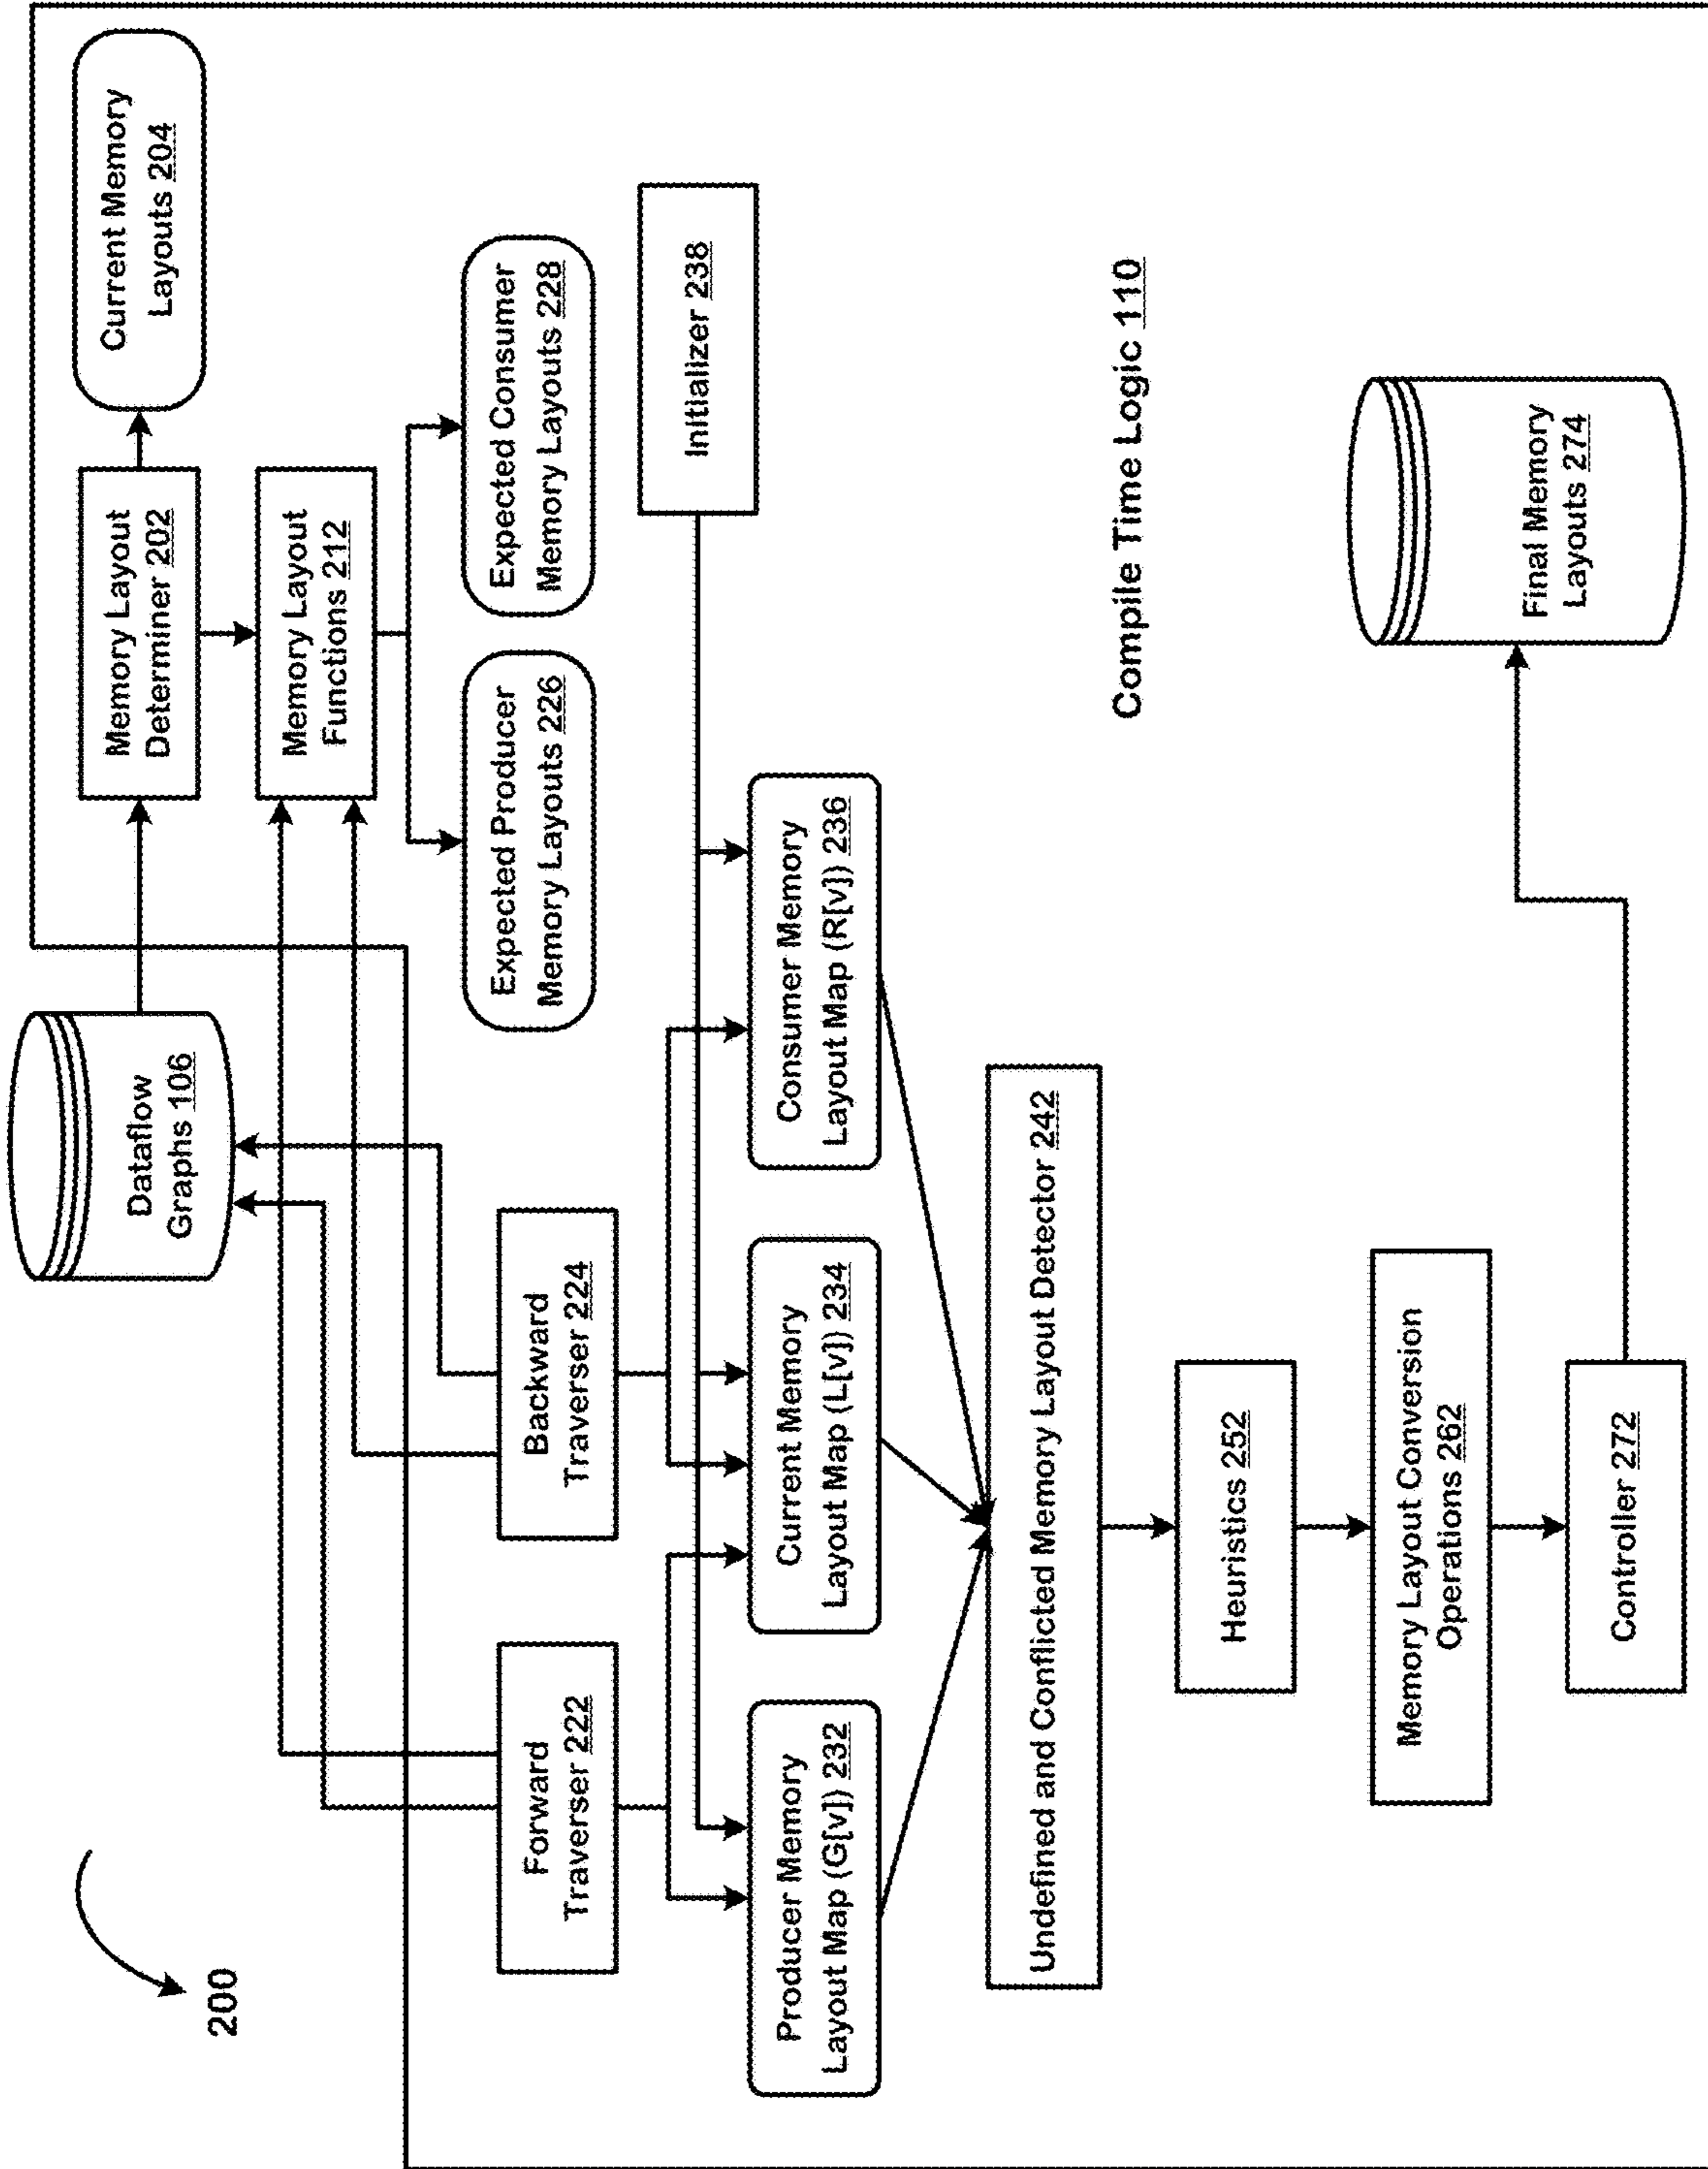 200
Dataflow
Graphs 106
Memory Layout
Determiner 202
Current Memory
Layouts 204
Memory Layout
Functions 212
Forward
Traverser 222
Backward
Traverser 224
Expected Producer
Memory Layouts 226
Expected Consumer
Memory Layouts 228
Initializer 238
Producer Memory
Layout Map (G[v]) 232
Current Memory
Layout Map (L[v]) 234
Consumer Memory
Layout Map (R[v]) 236
Undefined and Conflicted Memory Layout Detector 242
Compile Time Logic 110
Heuristics 252
Memory Layout Conversion
Operations 262
Controller 272
Final Memory
Layouts 274